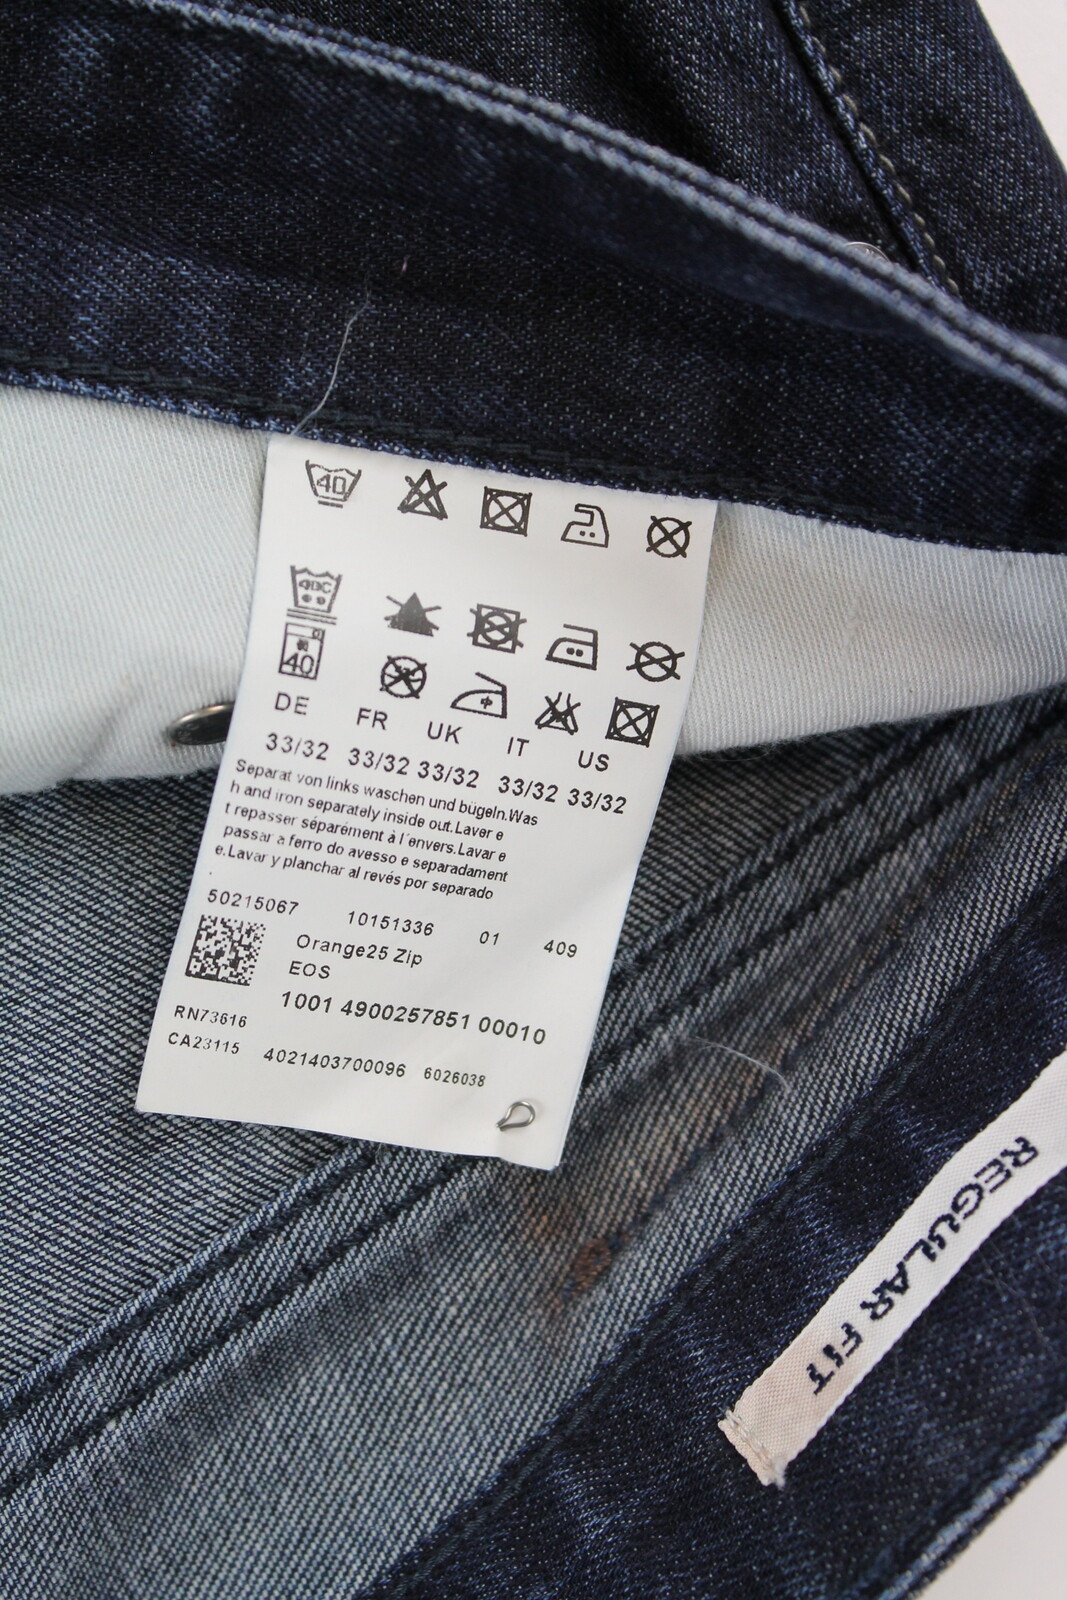 40
40C
40
DE FR UK IT US
33/32 33/32 33/32 33/32 33/32
Separat von links waschen und bügeln.Was
h and iron separately inside out.Laver e
t repasser séparément à l'envers.Lavar e
passar a ferro do avesso e separadament
e.Lavar y planchar al revés por separado
.
50215067 10151336 01 409
Orange25 Zip
EOS
1001 4900257851 00010
RN73616
CA23115 4021403700096 6026038
REGULAR FIT